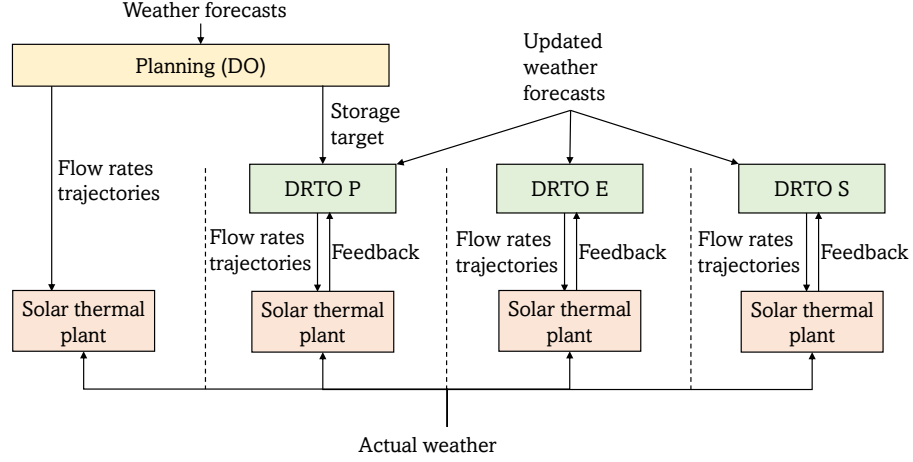 Weather forecasts
Planning (DO)
Updated
weather
forecasts
Storage
target
Flow rates
trajectories
DRTO P
DRTO E
DRTO S
Flow rates
trajectories
Feedback
Flow rates
trajectories
Feedback
Flow rates
trajectories
Feedback
Solar thermal
plant
Solar thermal
plant
Solar thermal
plant
Solar thermal
plant
Actual weather